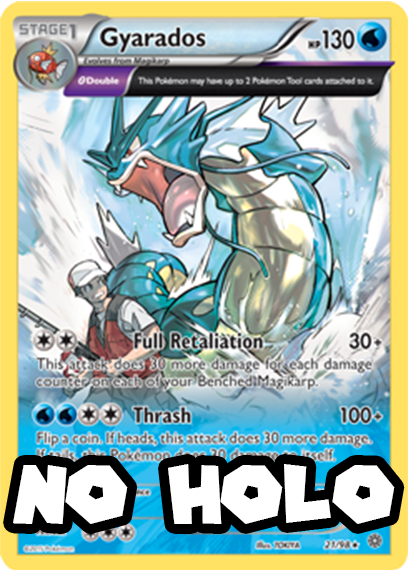 STAGE1 Gyarados HP130
Evolves from Magikarp
Ω Double This Pokémon may have up to 2 Pokémon Tool cards attached to it.
Full Retaliation 30+
This attack does 30 more damage for each damage
counter on each of your Benched Magikarp.
Thrash 100+
Flip a coin. If heads, this attack does 30 more damage.
If tails, this Pokémon does 30 damage to itself.
NO HOLO
©2015 Pokémon Illus. TOKIYA 21/98 ★